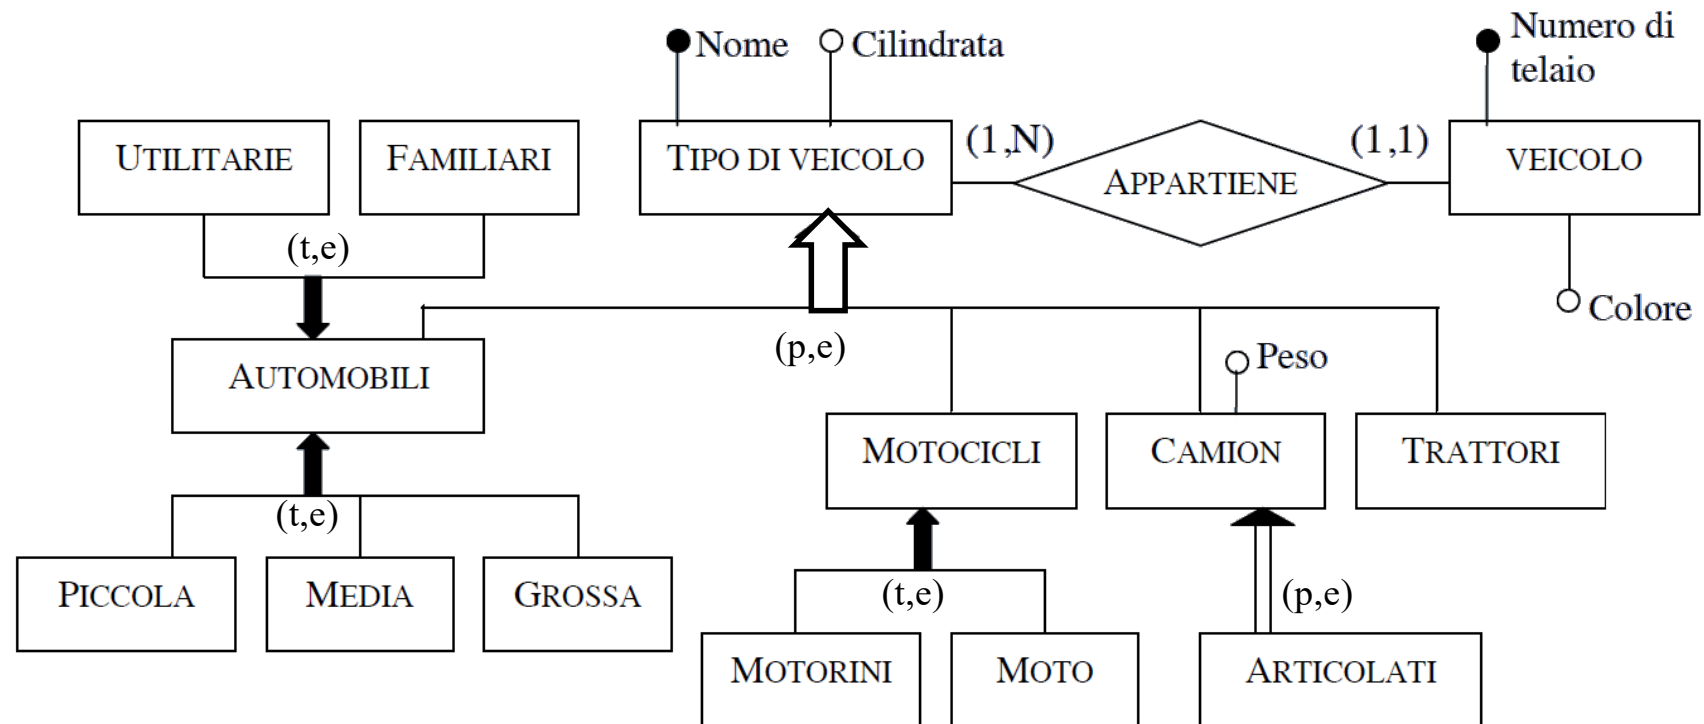 Nome
Cilindrata
Numero di
telaio
UTILITARIE
FAMILIARI
TIPO DI VEICOLO
(1,N)
APPARTIENE
(1,1)
VEICOLO
(t,e)
Colore
(p,e)
AUTOMOBILI
Peso
MOTOCICLI
CAMION
TRATTORI
(t,e)
PICCOLA
MEDIA
GROSSA
(t,e)
(p,e)
MOTORINI
MOTO
ARTICOLATI